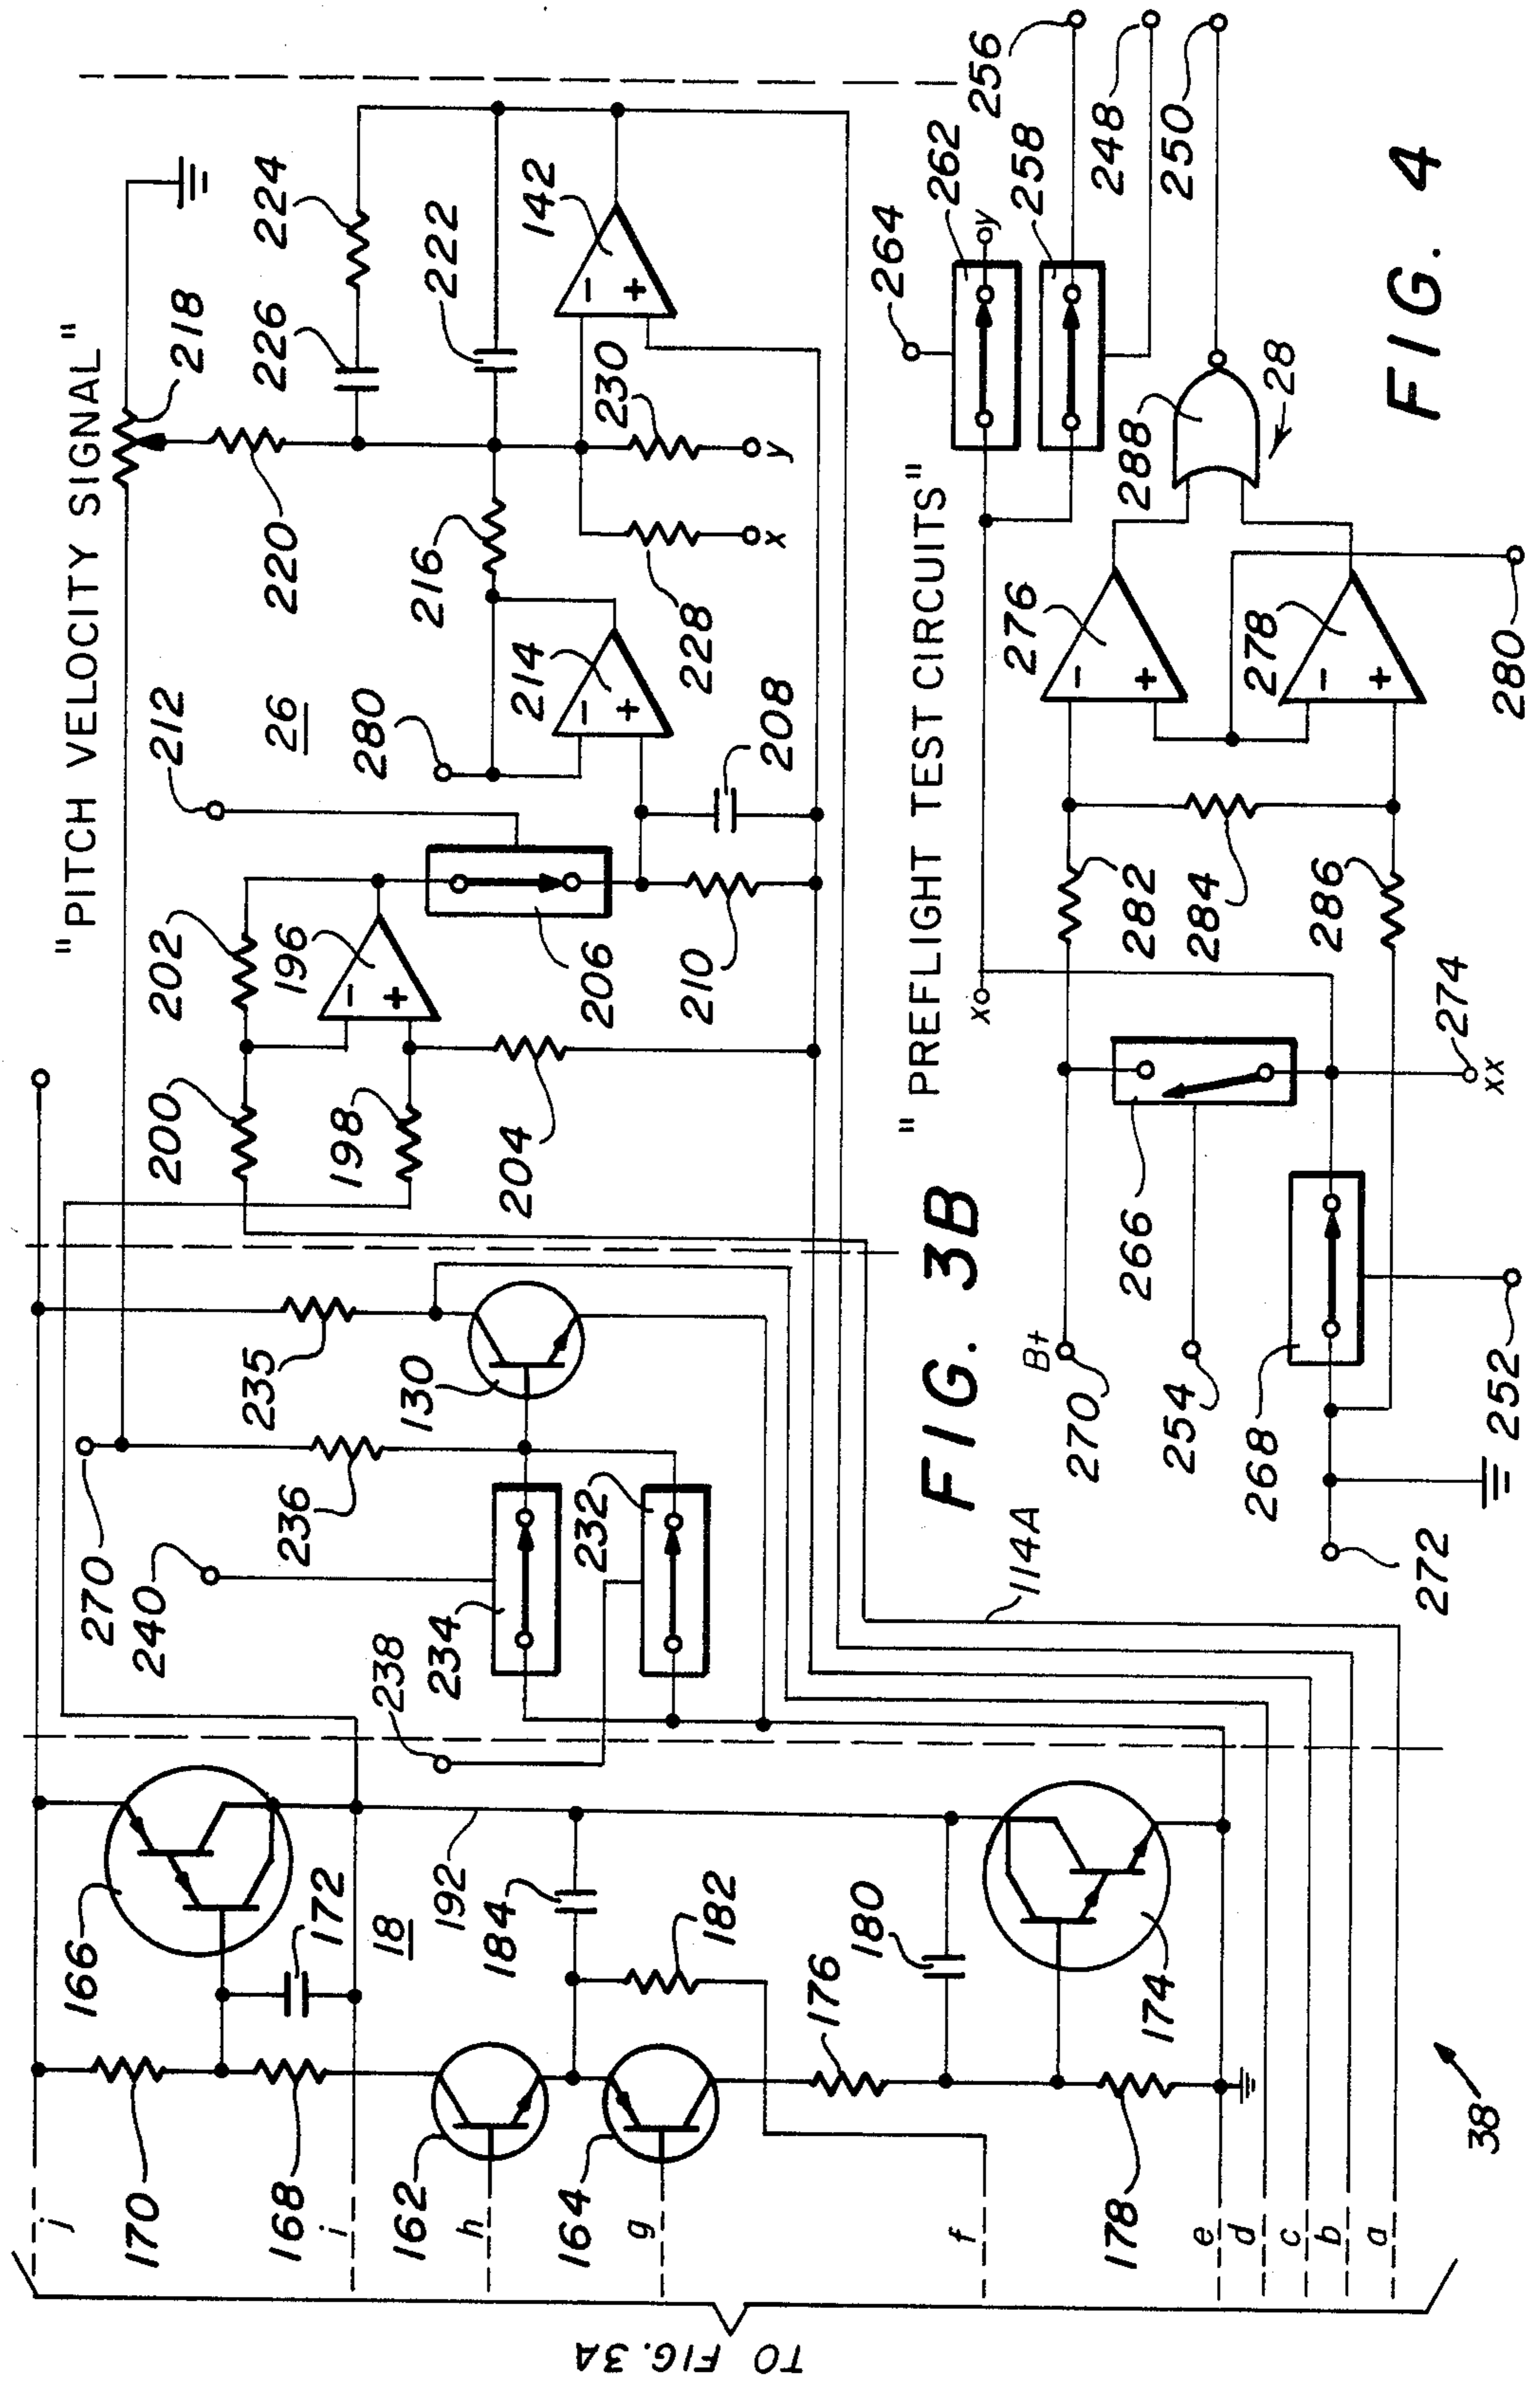 "PITCH VELOCITY SIGNAL"
26
212
218
224
226
222
142
220
216
230
280
214
228
208
y
x
202
196
200
198
206
204
210
270
240
236
235
130
238
234
232
114A
166
172
18
192
184
182
180
176
174
170
168
162
164
178
j
i
h
g
f
e
d
c
b
a
TO FIG. 3A
38
FIG. 3B
"PREFLIGHT TEST CIRCUITS"
264
262
256
258
248
250
y
x
276
288
28
278
280
282
284
286
B+
270
266
254
268
274
xx
272
252
FIG. 4
- + - + - + - + - +